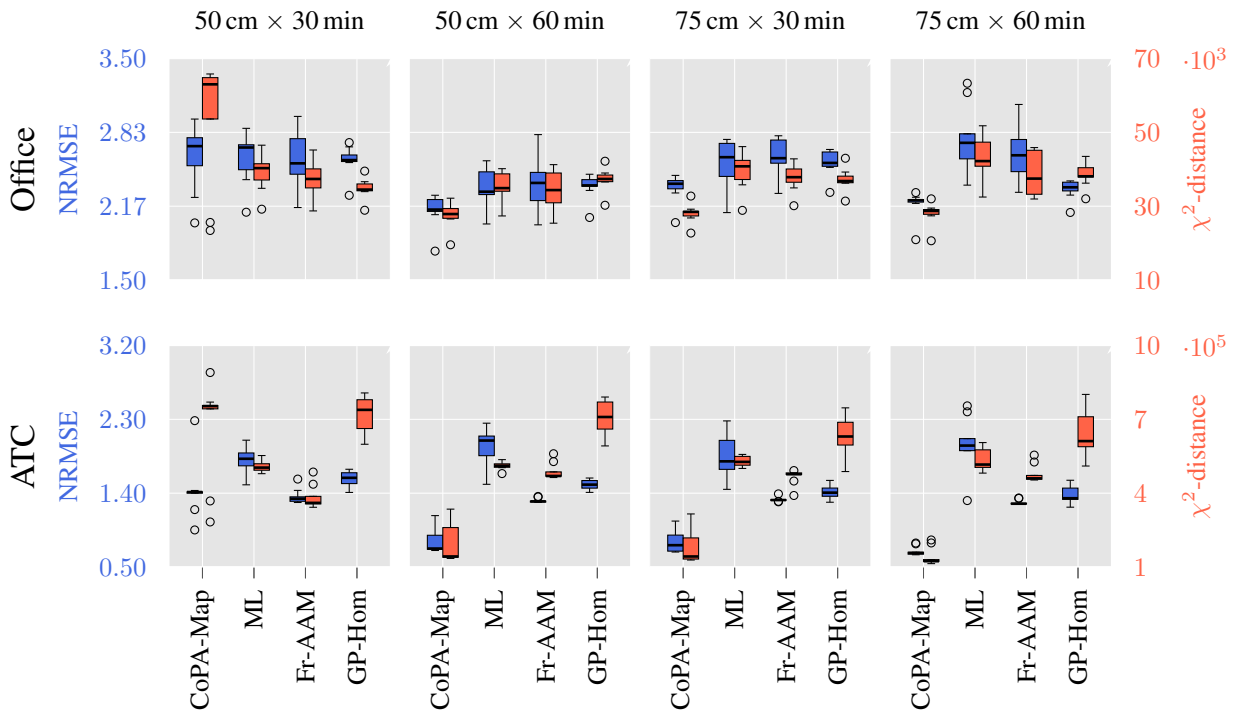 50 cm × 30 min 50 cm × 60 min 75 cm × 30 min 75 cm × 60 min
3.50 70 ·10³
2.83 50
2.17 30
1.50 10
Office
NRMSE
χ²-distance
3.20 10 ·10⁵
2.30 7
1.40 4
0.50 1
ATC
NRMSE
χ²-distance
CoPA-Map ML Fr-AAM GP-Hom CoPA-Map ML Fr-AAM GP-Hom CoPA-Map ML Fr-AAM GP-Hom CoPA-Map ML Fr-AAM GP-Hom